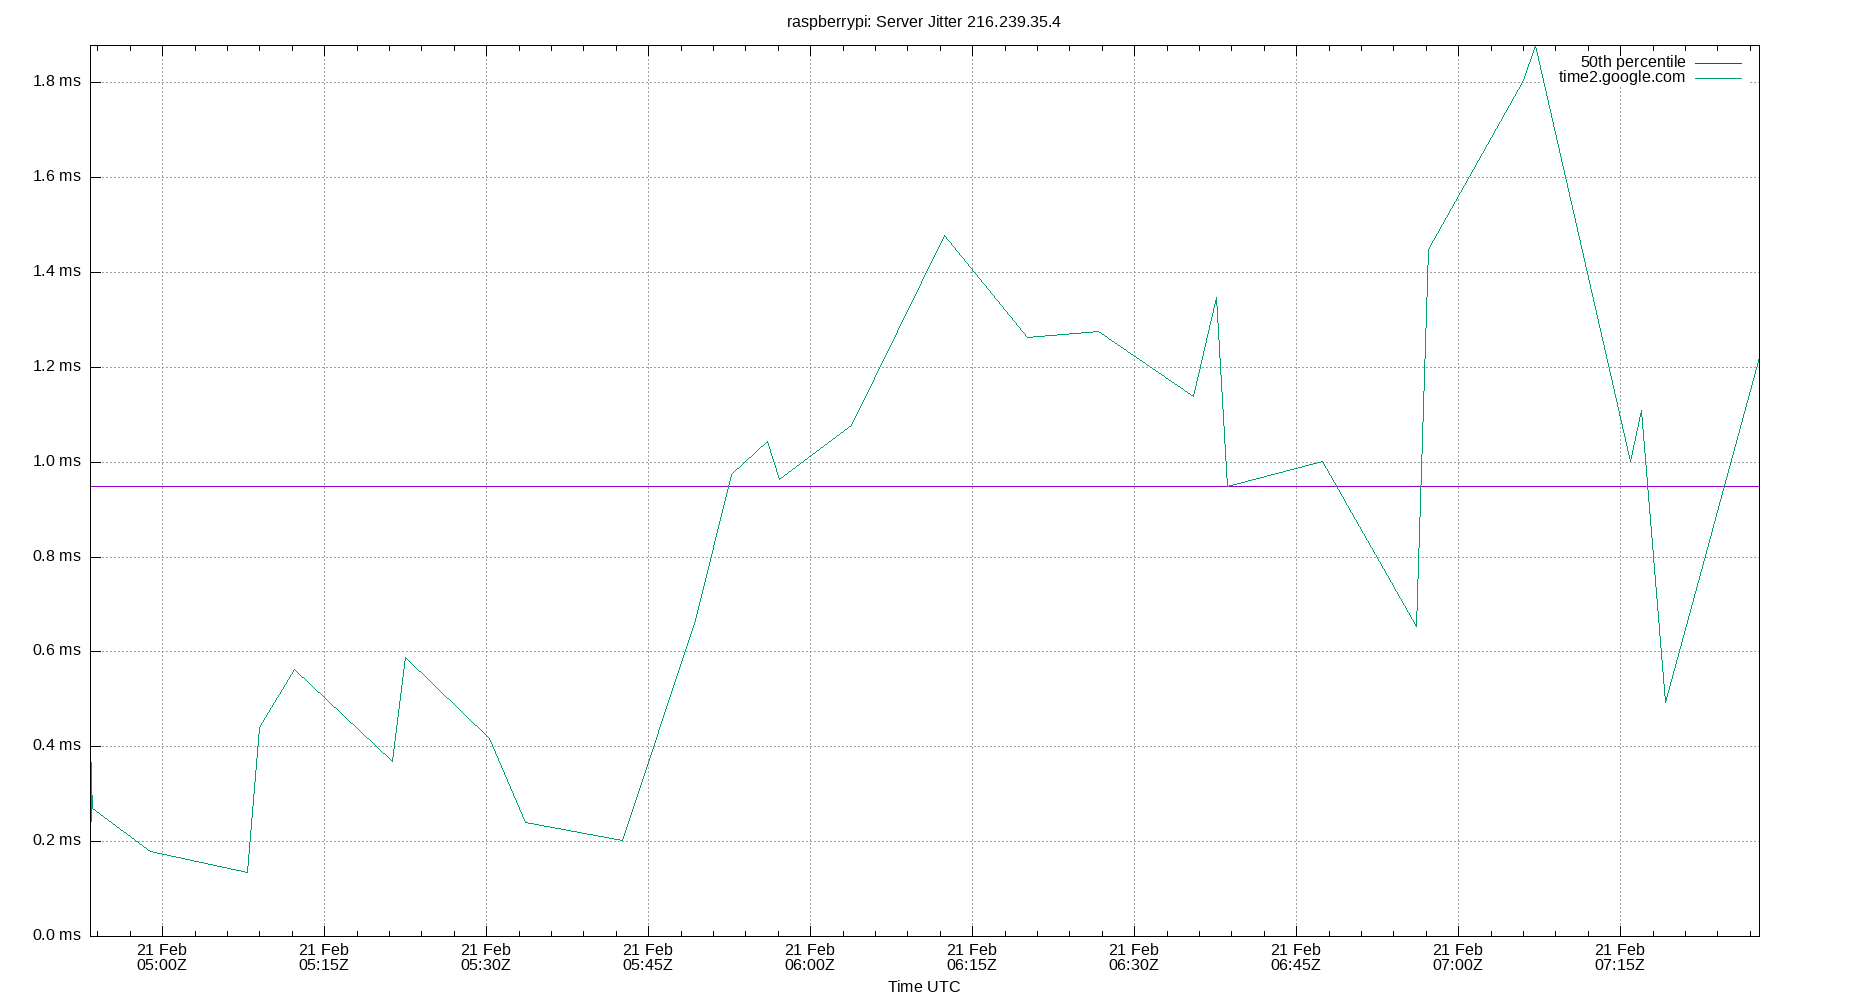 raspberrypi: Server Jitter 216.239.35.4
50th percentile
time2.google.com
1.8 ms
1.6 ms
1.4 ms
1.2 ms
1.0 ms
0.8 ms
0.6 ms
0.4 ms
0.2 ms
0.0 ms
21 Feb 21 Feb 21 Feb 21 Feb 21 Feb 21 Feb 21 Feb 21 Feb 21 Feb 21 Feb
05:00Z 05:15Z 05:30Z 05:45Z 06:00Z 06:15Z 06:30Z 06:45Z 07:00Z 07:15Z
Time UTC